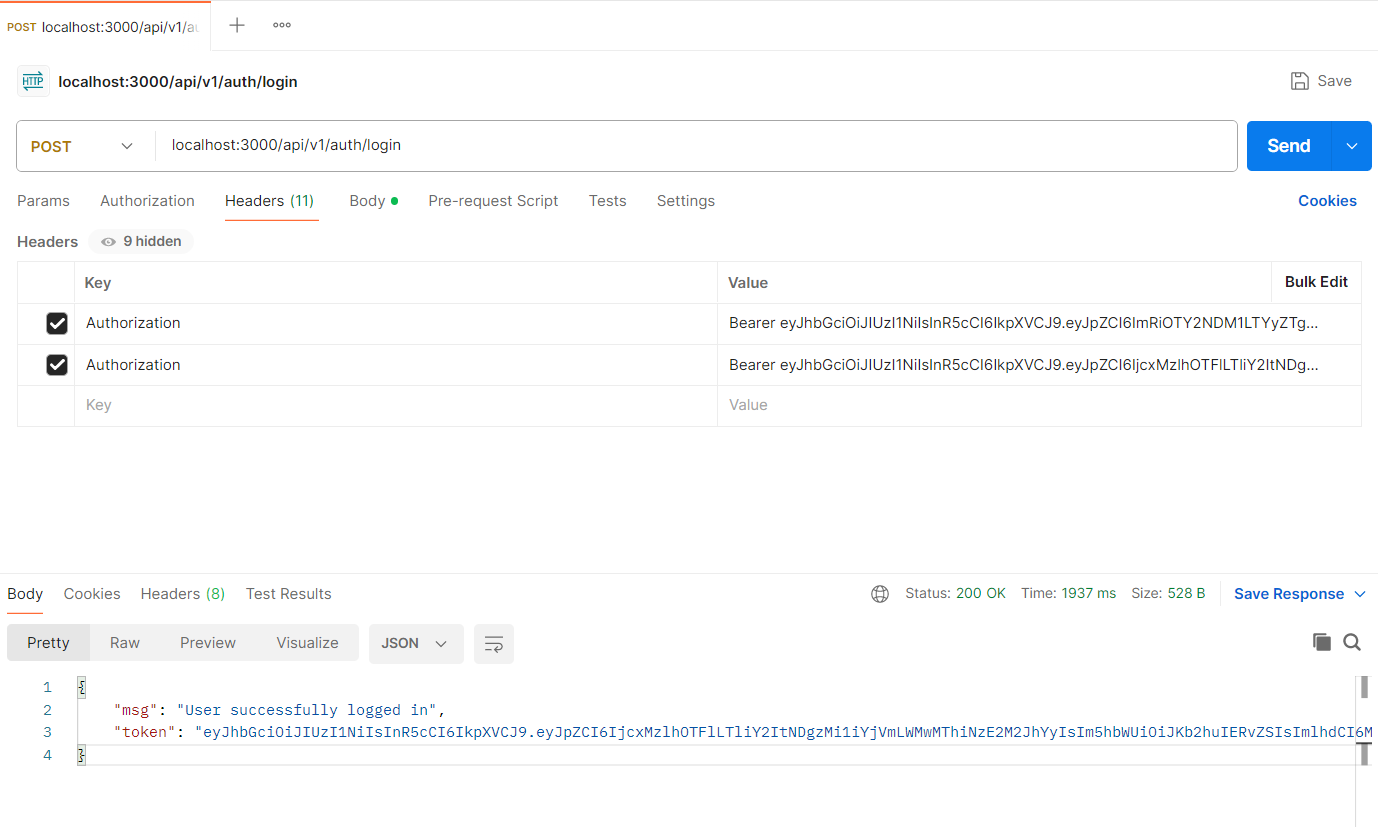 POST localhost:3000/api/v1/au
HTTP localhost:3000/api/v1/auth/login
Save
POST localhost:3000/api/v1/auth/login
Send
Params Authorization Headers (11) Body Pre-request Script Tests Settings Cookies
Headers 9 hidden
Key Value Bulk Edit
Authorization Bearer eyJhbGciOiJIUzI1NiIsInR5cCI6IkpXVCJ9.eyJpZCI6ImRiOTY2NDM1LTYyZTg...
Authorization Bearer eyJhbGciOiJIUzI1NiIsInR5cCI6IkpXVCJ9.eyJpZCI6IjcxMzlhOTFlLTliY2ItNDg...
Key Value
Body Cookies Headers (8) Test Results Status: 200 OK Time: 1937 ms Size: 528 B Save Response
Pretty Raw Preview Visualize JSON
1 {
2 "msg": "User successfully logged in",
3 "token": "eyJhbGciOiJIUzI1NiIsInR5cCI6IkpXVCJ9.eyJpZCI6IjcxMzlhOTFlLTliY2ItNDgzMi1iYjVmLWMwMThiNzE2M2JhYyIsIm5hbWUiOiJKb2huIERvZSIsImlhdCI6M
4 }